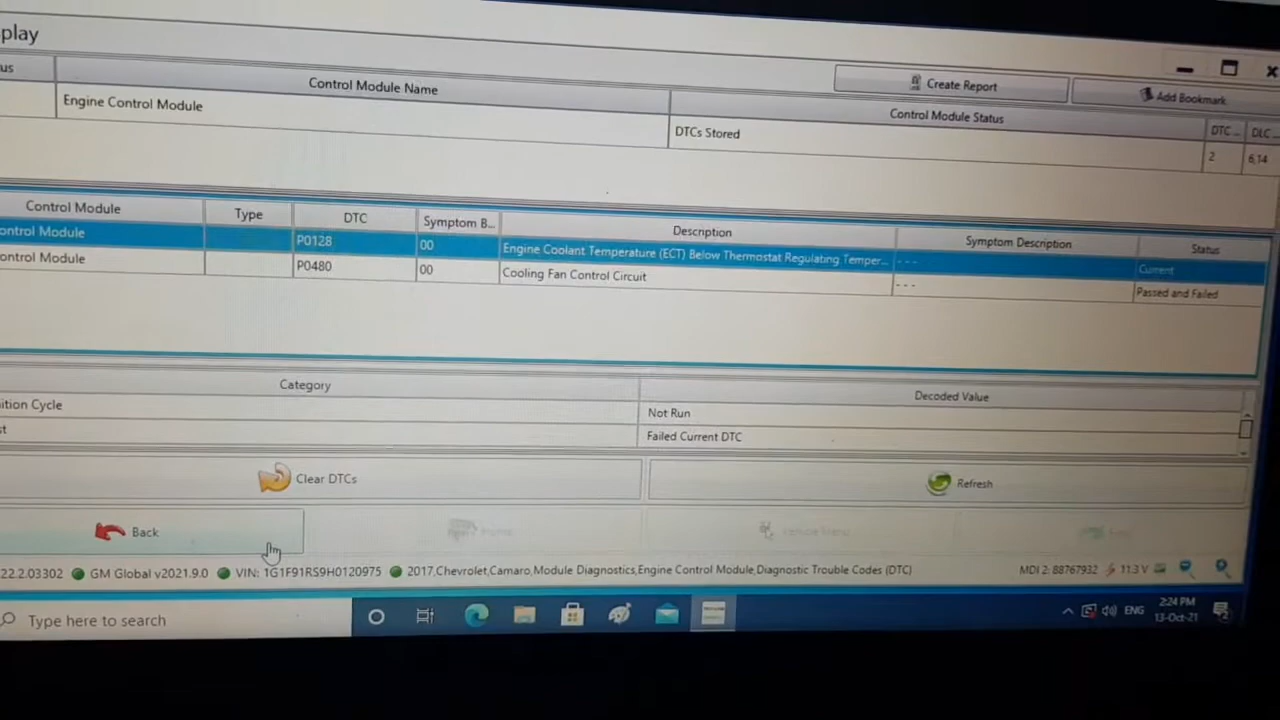 play
Create Report
Add Bookmark
us Control Module Name Control Module Status DTC ... DLC ...
Engine Control Module DTCs Stored 2 6,14
Control Module Type DTC Symptom B... Description Symptom Description Status
ontrol Module P0128 00 Engine Coolant Temperature (ECT) Below Thermostat Regulating Temper... --- Current
ontrol Module P0480 00 Cooling Fan Control Circuit --- Passed and Failed
Category Decoded Value
ition Cycle Not Run
t Failed Current DTC
Clear DTCs Refresh
Back
22.2.03302 GM Global v2021.9.0 VIN: 1G1F91RS9H0120975 2017,Chevrolet,Camaro,Module Diagnostics,Engine Control Module,Diagnostic Trouble Codes (DTC) MDI 2: 88767932 11.3 V
Type here to search
ENG
2:24 PM
13-Oct-21
2